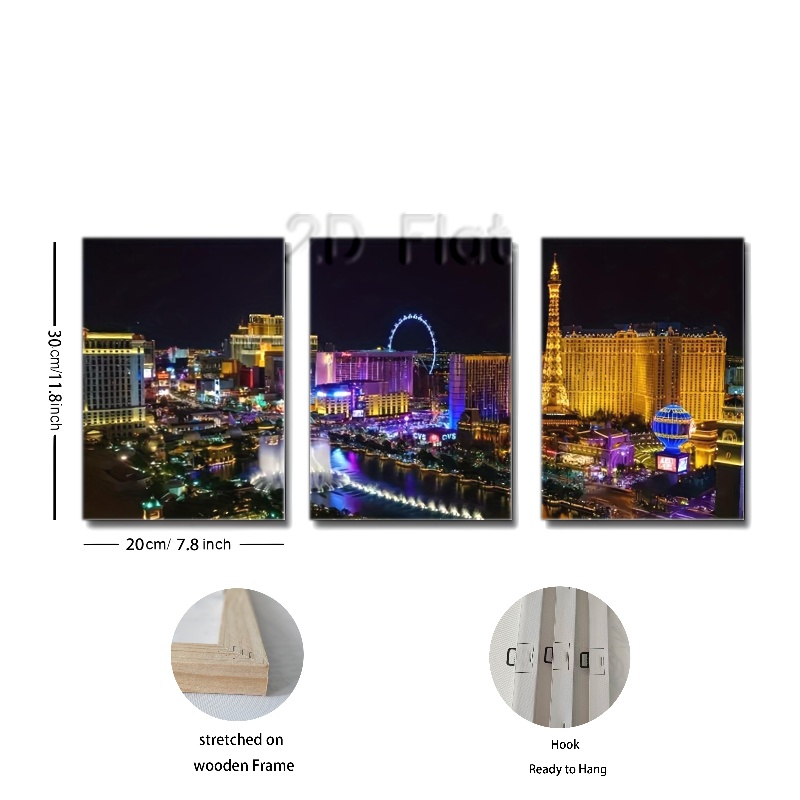 2D Flat
30cm/11.8inch
CVS CVS
20cm/ 7.8 inch
stretched on
wooden Frame
Hook
Ready to Hang